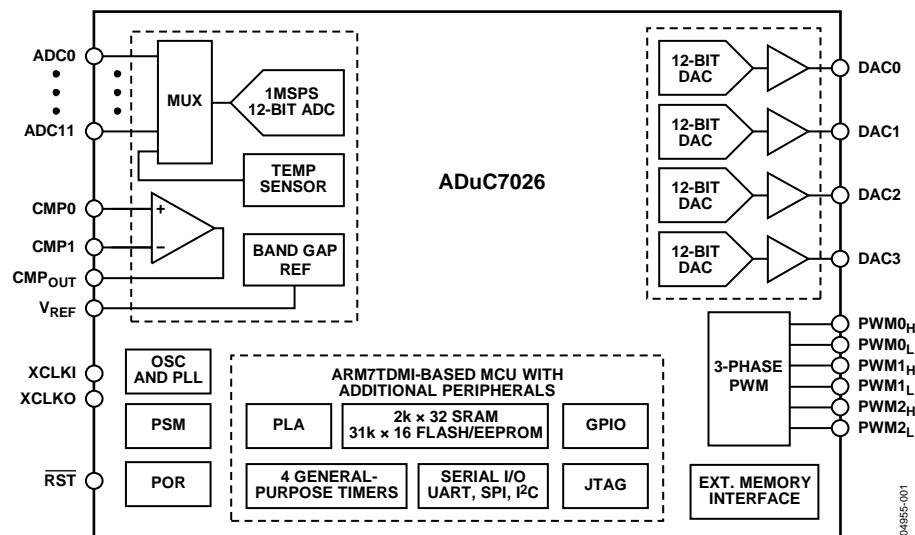 ADC0
ADC11
MUX
1MSPS
12-BIT ADC
TEMP
SENSOR
CMP0
+
CMP1
−
CMPOUT
BAND GAP
REF
VREF
ADuC7026
12-BIT
DAC
DAC0
12-BIT
DAC
DAC1
12-BIT
DAC
DAC2
12-BIT
DAC
DAC3
3-PHASE
PWM
PWM0H
PWM0L
PWM1H
PWM1L
PWM2H
PWM2L
XCLKI
XCLKO
OSC
AND PLL
PSM
RST
POR
ARM7TDMI-BASED MCU WITH
ADDITIONAL PERIPHERALS
PLA
2k × 32 SRAM
31k × 16 FLASH/EEPROM
GPIO
4 GENERAL-
PURPOSE TIMERS
SERIAL I/O
UART, SPI, I2C
JTAG
EXT. MEMORY
INTERFACE
04955-001